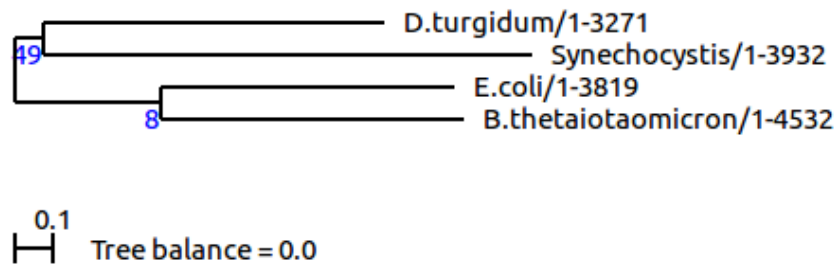 D.turgidum/1-3271
49
Synechocystis/1-3932
E.coli/1-3819
8
B.thetaiotaomicron/1-4532
0.1
Tree balance = 0.0